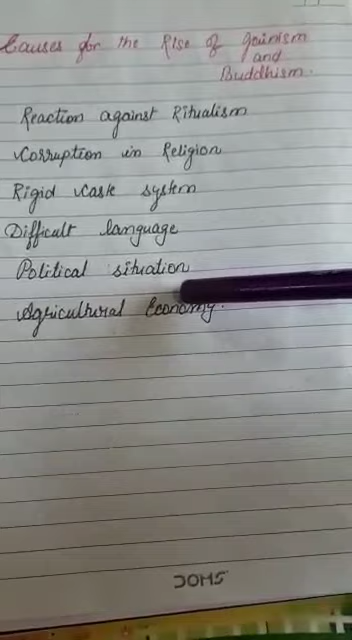 Causes for the Rise of Jainism
and
Buddhism.
Reaction against Ritualism
Corruption in Religion
Rigid Caste system
Difficult language
Political situation
Agricultural Economy.
DOMS